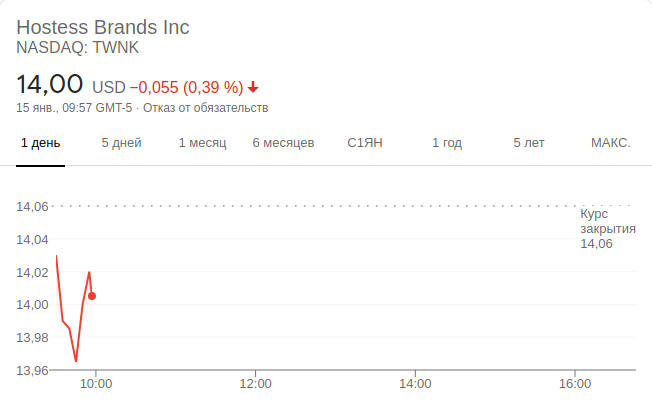 Hostess Brands Inc
NASDAQ: TWNK
14,00 USD −0,055 (0,39 %)
15 янв., 09:57 GMT-5 · Отказ от обязательств
1 день 5 дней 1 месяц 6 месяцев С1ЯН 1 год 5 лет МАКС.
14,06
Курс
закрытия
14,06
14,04
14,02
14,00
13,98
13,96
10:00 12:00 14:00 16:00